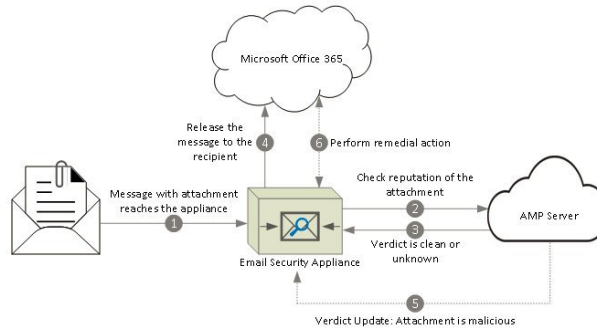 Microsoft Office 365
Release the
message to the
recipient
4
6
Perform remedial action
Message with attachment
reaches the appliance
1
Check reputation of the
attachment
2
3
Verdict is clean or
unknown
AMP Server
Email Security Appliance
5
Verdict Update: Attachment is malicious